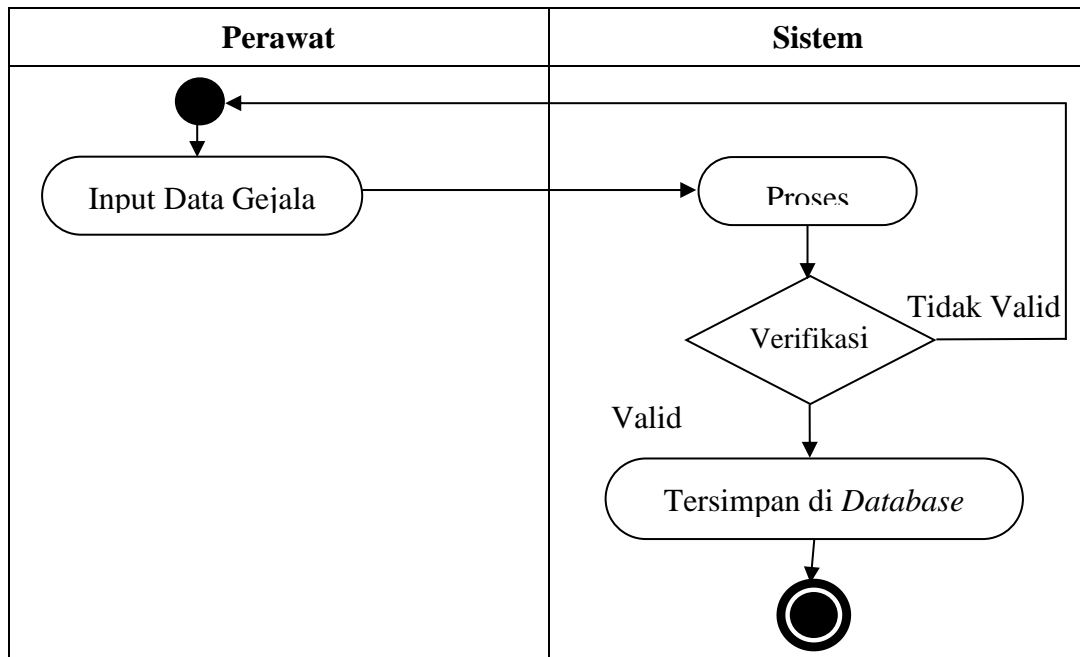 Perawat
Sistem
Input Data Gejala
Proses
Verifikasi
Tidak Valid
Valid
Tersimpan di Database